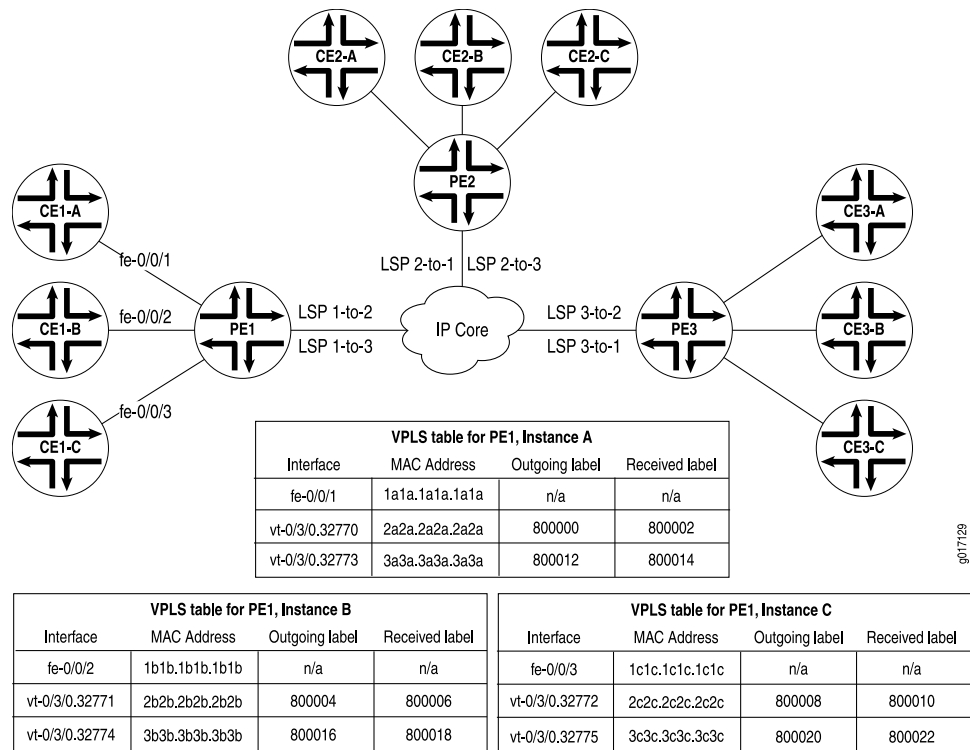 CE2-A
CE2-B
CE2-C
PE2
CE1-A
CE3-A
fe-0/0/1
LSP 2-to-1
LSP 2-to-3
fe-0/0/2
CE1-B
PE1
LSP 1-to-2
LSP 1-to-3
IP Core
LSP 3-to-2
LSP 3-to-1
PE3
CE3-B
fe-0/0/3
CE1-C
CE3-C
VPLS table for PE1, Instance A
Interface MAC Address Outgoing label Received label
fe-0/0/1 1a1a.1a1a.1a1a n/a n/a
vt-0/3/0.32770 2a2a.2a2a.2a2a 800000 800002
vt-0/3/0.32773 3a3a.3a3a.3a3a 800012 800014
g017129
VPLS table for PE1, Instance B
Interface MAC Address Outgoing label Received label
fe-0/0/2 1b1b.1b1b.1b1b n/a n/a
vt-0/3/0.32771 2b2b.2b2b.2b2b 800004 800006
vt-0/3/0.32774 3b3b.3b3b.3b3b 800016 800018
VPLS table for PE1, Instance C
Interface MAC Address Outgoing label Received label
fe-0/0/3 1c1c.1c1c.1c1c n/a n/a
vt-0/3/0.32772 2c2c.2c2c.2c2c 800008 800010
vt-0/3/0.32775 3c3c.3c3c.3c3c 800020 800022